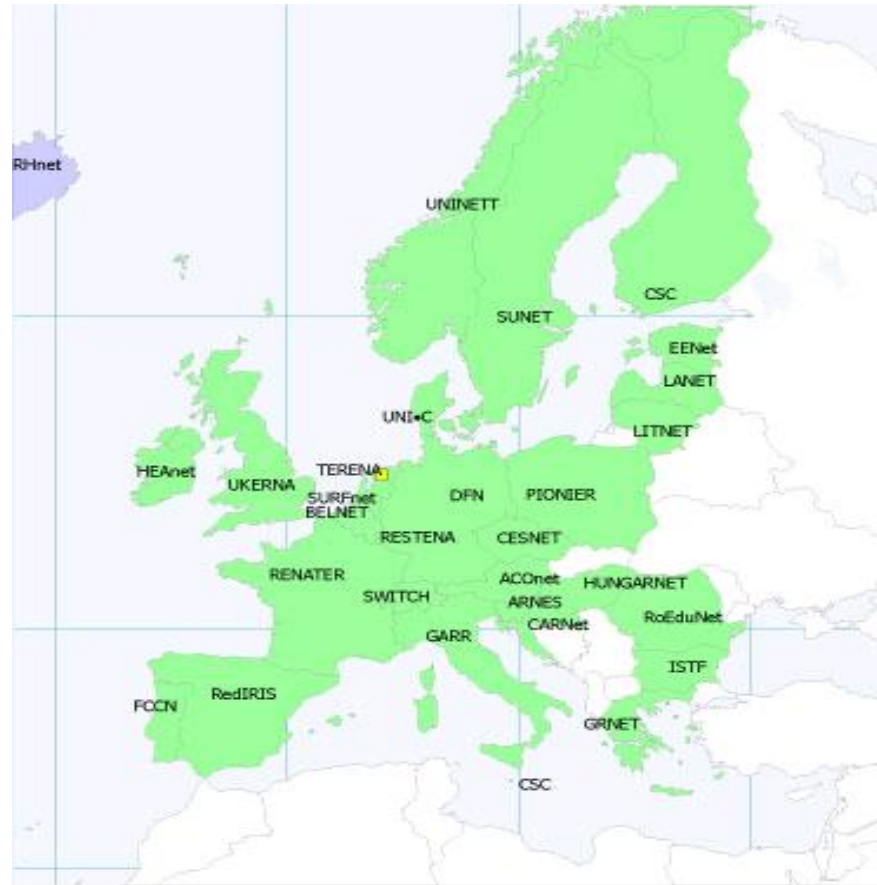 RHnet
UNINETT
CSC
SUNET
EENet
LANET
UNI•C
LITNET
TERENA
HEAnet
UKERNA
SURFnet
DFN
PIONIER
BELNET
RESTENA
CESNET
RENATER
ACOnet
HUNGARNET
SWITCH
ARNES
RoEduNet
CARNet
GARR
ISTF
RedIRIS
FCCN
GRNET
CSC